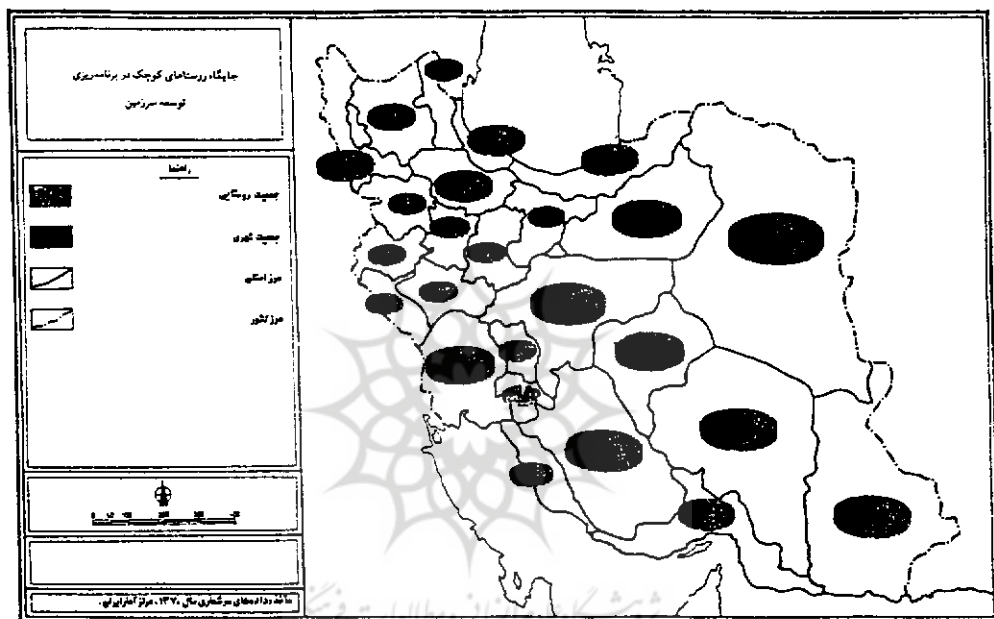 جایگاه روستاهای کوچک در برنامه‌ریزی
توسعه سرزمین
راهنما
جمعیت روستایی
جمعیت شهری
مرز استانی
مرز کشور
مأخذ: داده‌های سرشماری سال ۱۳۷۰، مرکز آمار ایران.